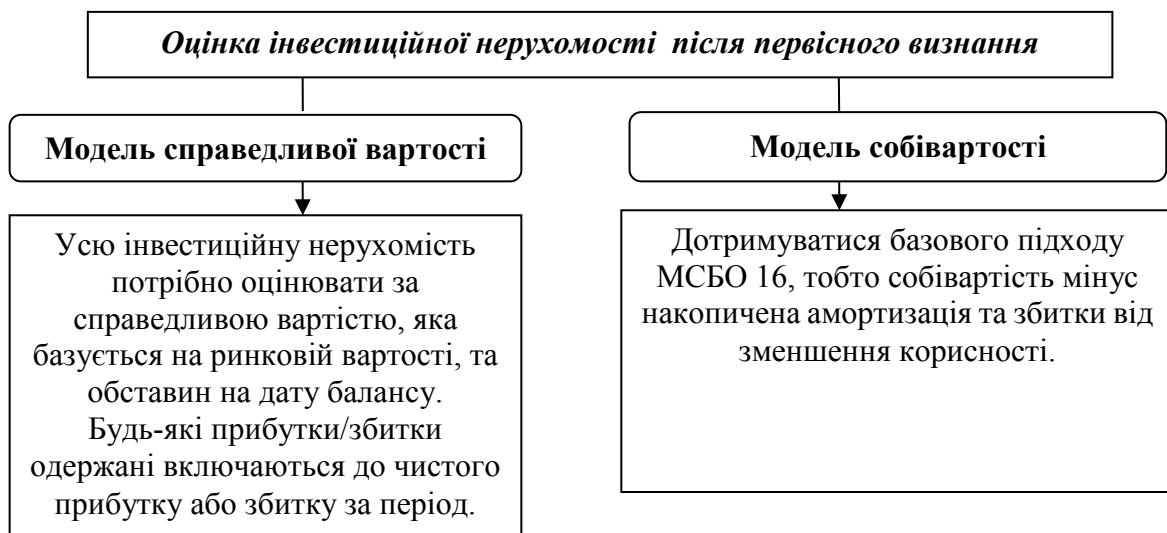 Оцінка інвестиційної нерухомості після первісного визнання
Модель справедливої вартості
Усю інвестиційну нерухомість
потрібно оцінювати за
справедливою вартістю, яка
базується на ринковій вартості, та
обставин на дату балансу.
Будь-які прибутки/збитки
одержані включаються до чистого
прибутку або збитку за період.
Модель собівартості
Дотримуватися базового підходу
МСБО 16, тобто собівартість мінус
накопичена амортизація та збитки від
зменшення корисності.